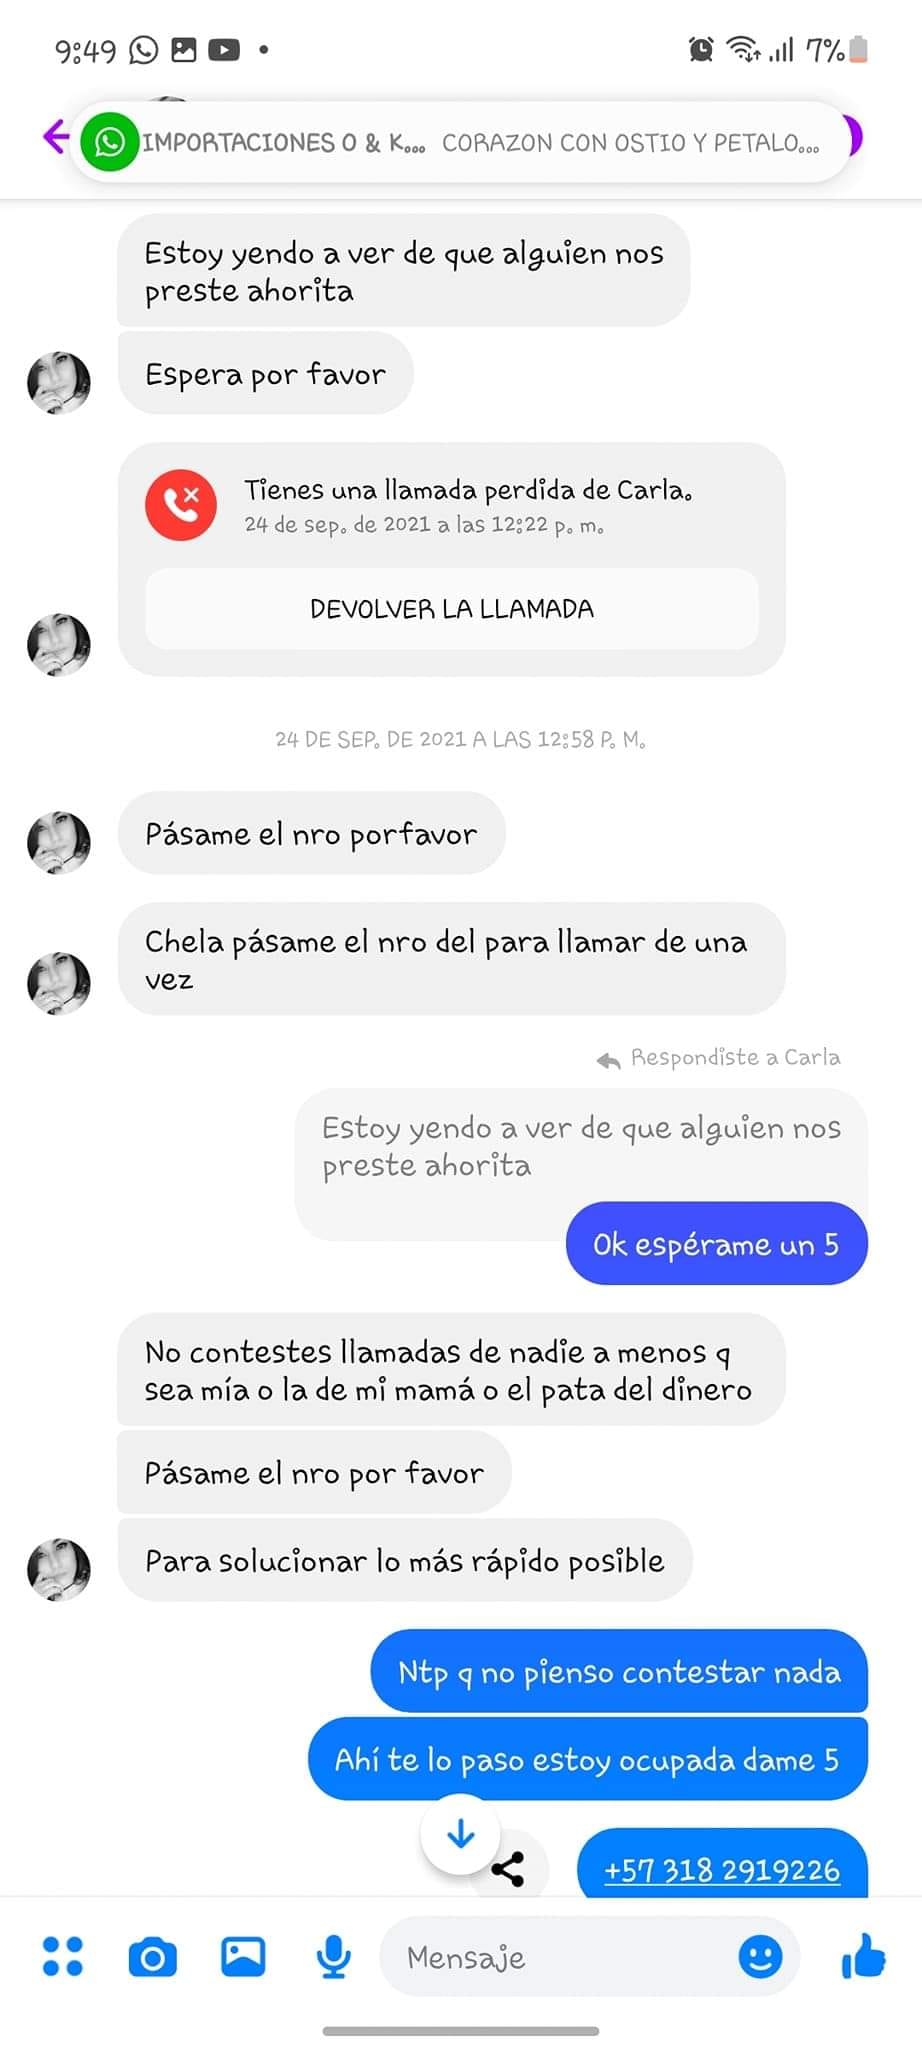 9:49
7%
IMPORTACIONES O & K... CORAZON CON OSTIO Y PETALO...
Estoy yendo a ver de que alguien nos
preste ahorita
Espera por favor
Tienes una llamada perdida de Carla.
24 de sep. de 2021 a las 12:22 p. m.
DEVOLVER LA LLAMADA
24 DE SEP. DE 2021 A LAS 12:58 P. M.
Pásame el nro porfavor
Chela pásame el nro del para llamar de una
vez
Respondiste a Carla
Estoy yendo a ver de que alguien nos
preste ahorita
Ok espérame un 5
No contestes llamadas de nadie a menos q
sea mía o la de mi mamá o el pata del dinero
Pásame el nro por favor
Para solucionar lo más rápido posible
Ntp q no pienso contestar nada
Ahí te lo paso estoy ocupada dame 5
+57 318 2919226
Mensaje